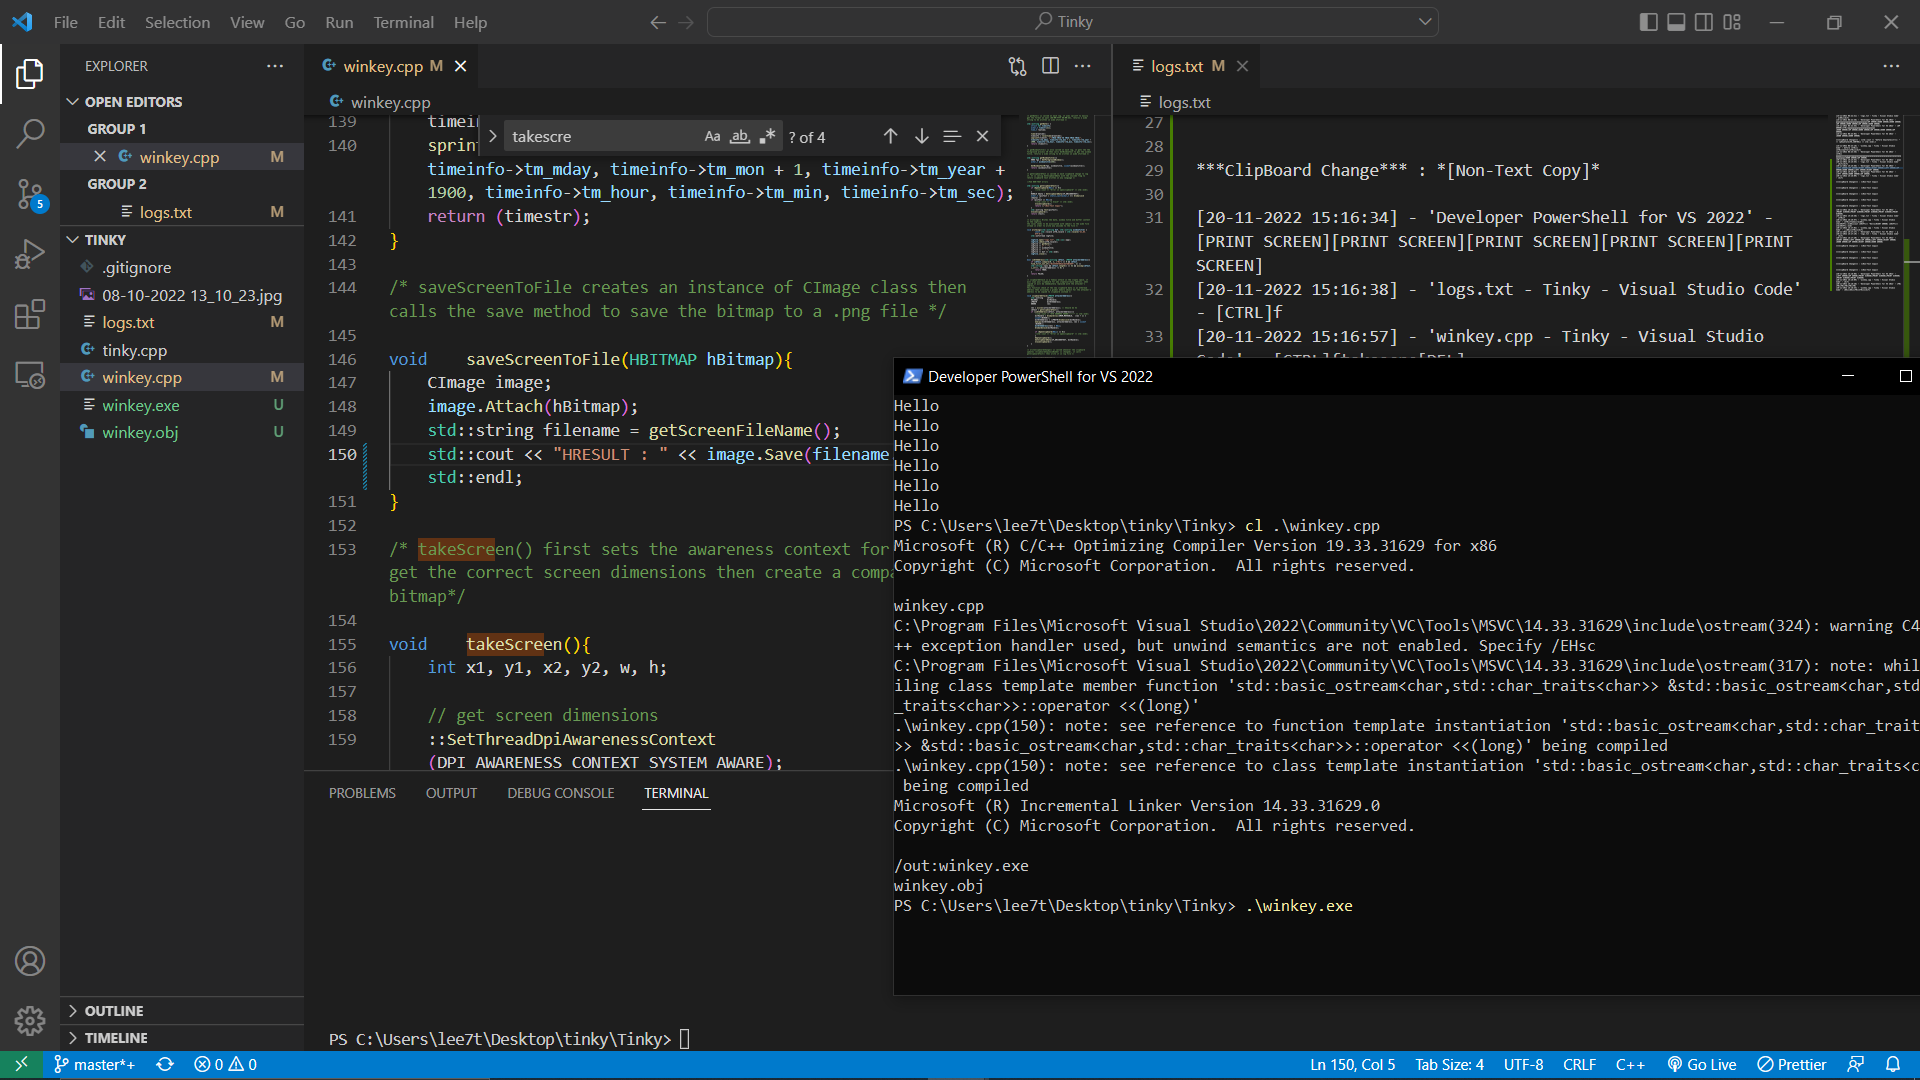 File Edit Selection View Go Run Terminal Help
Tinky
EXPLORER
OPEN EDITORS
GROUP 1
winkey.cpp M
GROUP 2
logs.txt M
TINKY
.gitignore
08-10-2022 13_10_23.jpg
logs.txt M
tinky.cpp
winkey.cpp M
winkey.exe U
winkey.obj U
OUTLINE
TIMELINE
5
winkey.cpp M
winkey.cpp
takescre Aa ab ? of 4
139 timei
140 sprin
timeinfo->tm_mday, timeinfo->tm_mon + 1, timeinfo->tm_year +
1900, timeinfo->tm_hour, timeinfo->tm_min, timeinfo->tm_sec);
141 return (timestr);
142 }
143
144 /* saveScreenToFile creates an instance of CImage class then
calls the save method to save the bitmap to a .png file */
145
146 void saveScreenToFile(HBITMAP hBitmap){
147 CImage image;
148 image.Attach(hBitmap);
149 std::string filename = getScreenFileName();
150 std::cout << "HRESULT : " << image.Save(filename
std::endl;
151 }
152
153 /* takeScreen() first sets the awareness context for
get the correct screen dimensions then create a compa
bitmap*/
154
155 void takeScreen(){
156 int x1, y1, x2, y2, w, h;
157
158 // get screen dimensions
159 ::SetThreadDpiAwarenessContext
(DPI_AWARENESS_CONTEXT_SYSTEM_AWARE);
logs.txt M
logs.txt
27
28
29 ***ClipBoard Change*** : *[Non-Text Copy]*
30
31 [20-11-2022 15:16:34] - 'Developer PowerShell for VS 2022' -
[PRINT SCREEN][PRINT SCREEN][PRINT SCREEN][PRINT SCREEN][PRINT
SCREEN]
32 [20-11-2022 15:16:38] - 'logs.txt - Tinky - Visual Studio Code'
- [CTRL]f
33 [20-11-2022 15:16:57] - 'winkey.cpp - Tinky - Visual Studio
Developer PowerShell for VS 2022
Hello
Hello
Hello
Hello
Hello
Hello
PS C:\Users\lee7t\Desktop\tinky\Tinky> cl .\winkey.cpp
Microsoft (R) C/C++ Optimizing Compiler Version 19.33.31629 for x86
Copyright (C) Microsoft Corporation.  All rights reserved.
winkey.cpp
C:\Program Files\Microsoft Visual Studio\2022\Community\VC\Tools\MSVC\14.33.31629\include\ostream(324): warning C4
++ exception handler used, but unwind semantics are not enabled. Specify /EHsc
C:\Program Files\Microsoft Visual Studio\2022\Community\VC\Tools\MSVC\14.33.31629\include\ostream(317): note: whil
iling class template member function 'std::basic_ostream<char,std::char_traits<char>> &std::basic_ostream<char,std
_traits<char>>::operator <<(long)'
.\winkey.cpp(150): note: see reference to function template instantiation 'std::basic_ostream<char,std::char_trait
>> &std::basic_ostream<char,std::char_traits<char>>::operator <<(long)' being compiled
.\winkey.cpp(150): note: see reference to class template instantiation 'std::basic_ostream<char,std::char_traits<c
being compiled
Microsoft (R) Incremental Linker Version 14.33.31629.0
Copyright (C) Microsoft Corporation.  All rights reserved.
/out:winkey.exe
winkey.obj
PS C:\Users\lee7t\Desktop\tinky\Tinky> .\winkey.exe
PROBLEMS OUTPUT DEBUG CONSOLE TERMINAL
PS C:\Users\lee7t\Desktop\tinky\Tinky>
master*+ 0 0 Ln 150, Col 5 Tab Size: 4 UTF-8 CRLF C++ Go Live Prettier